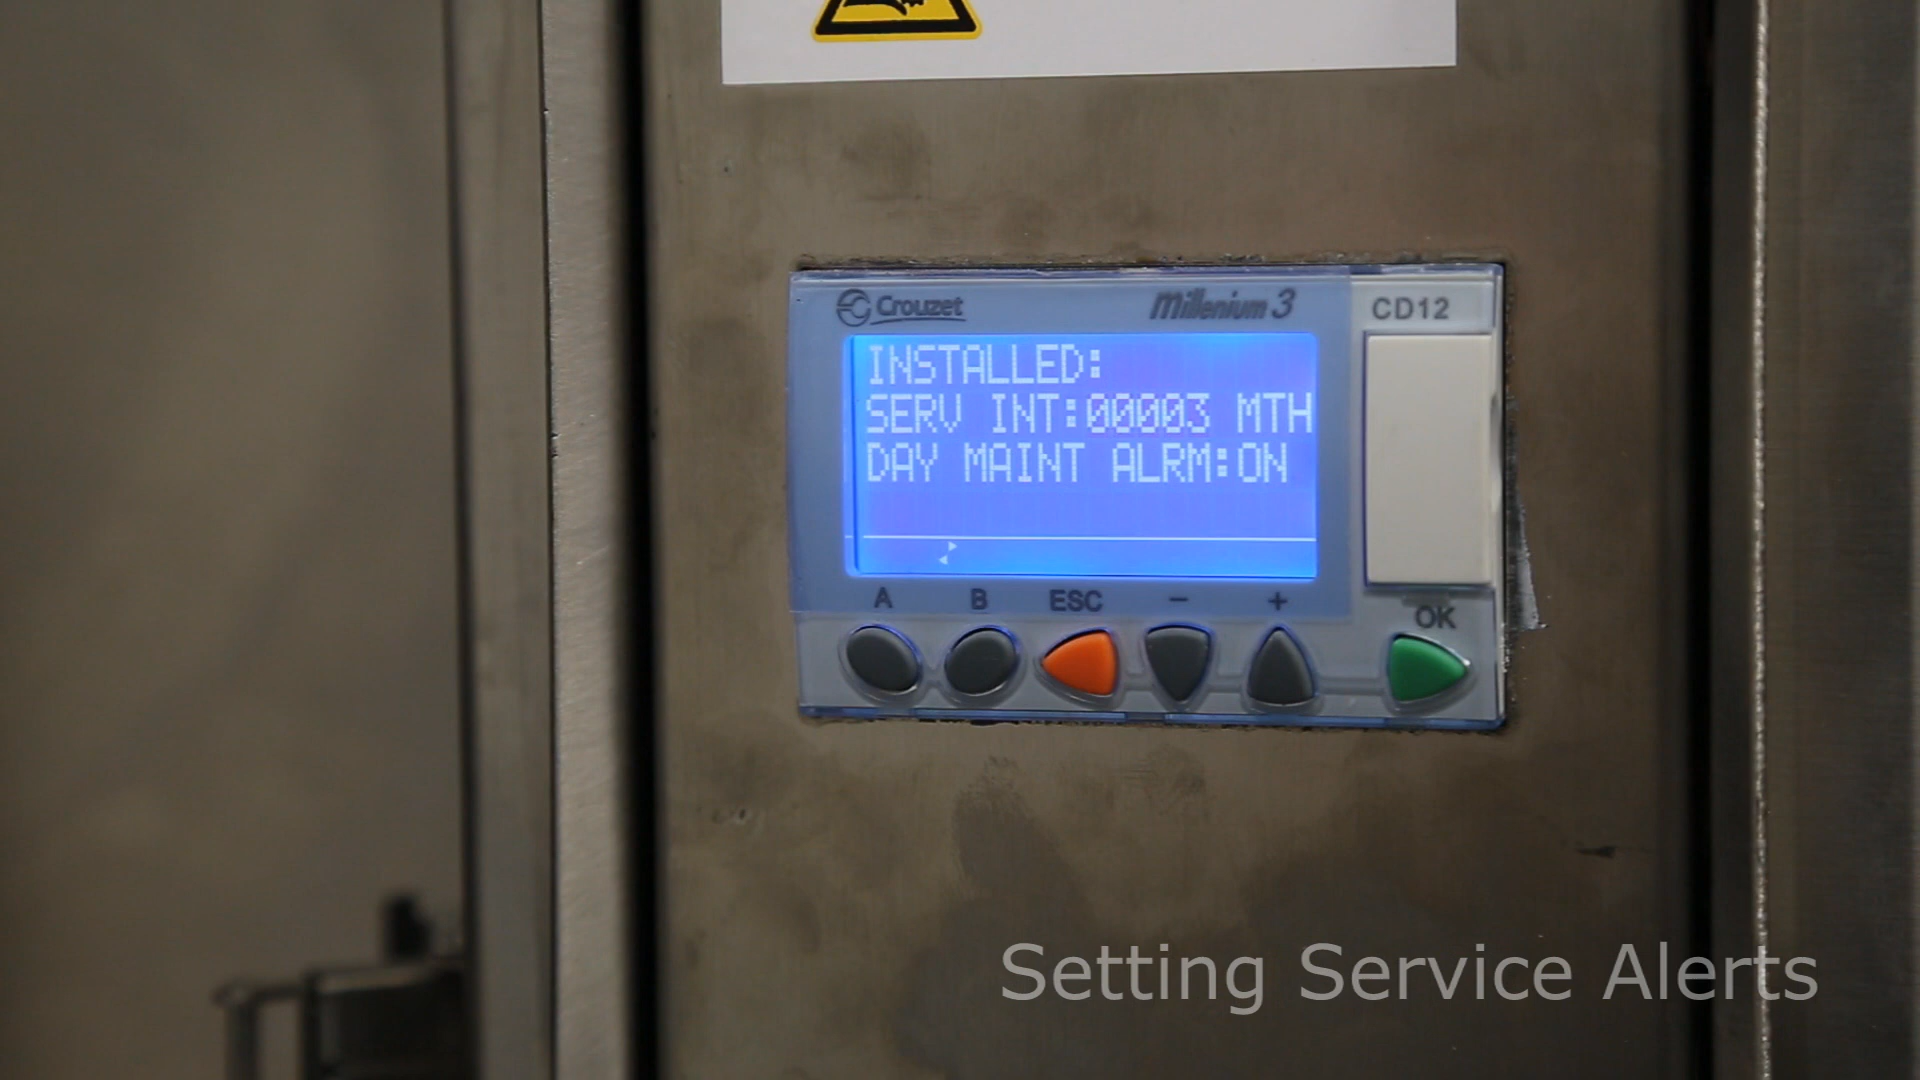 Crouzet Millenium 3 CD12
INSTALLED:
SERV INT:00003 MTH
DAY MAINT ALRM:ON
A B ESC − + OK
Setting Service Alerts